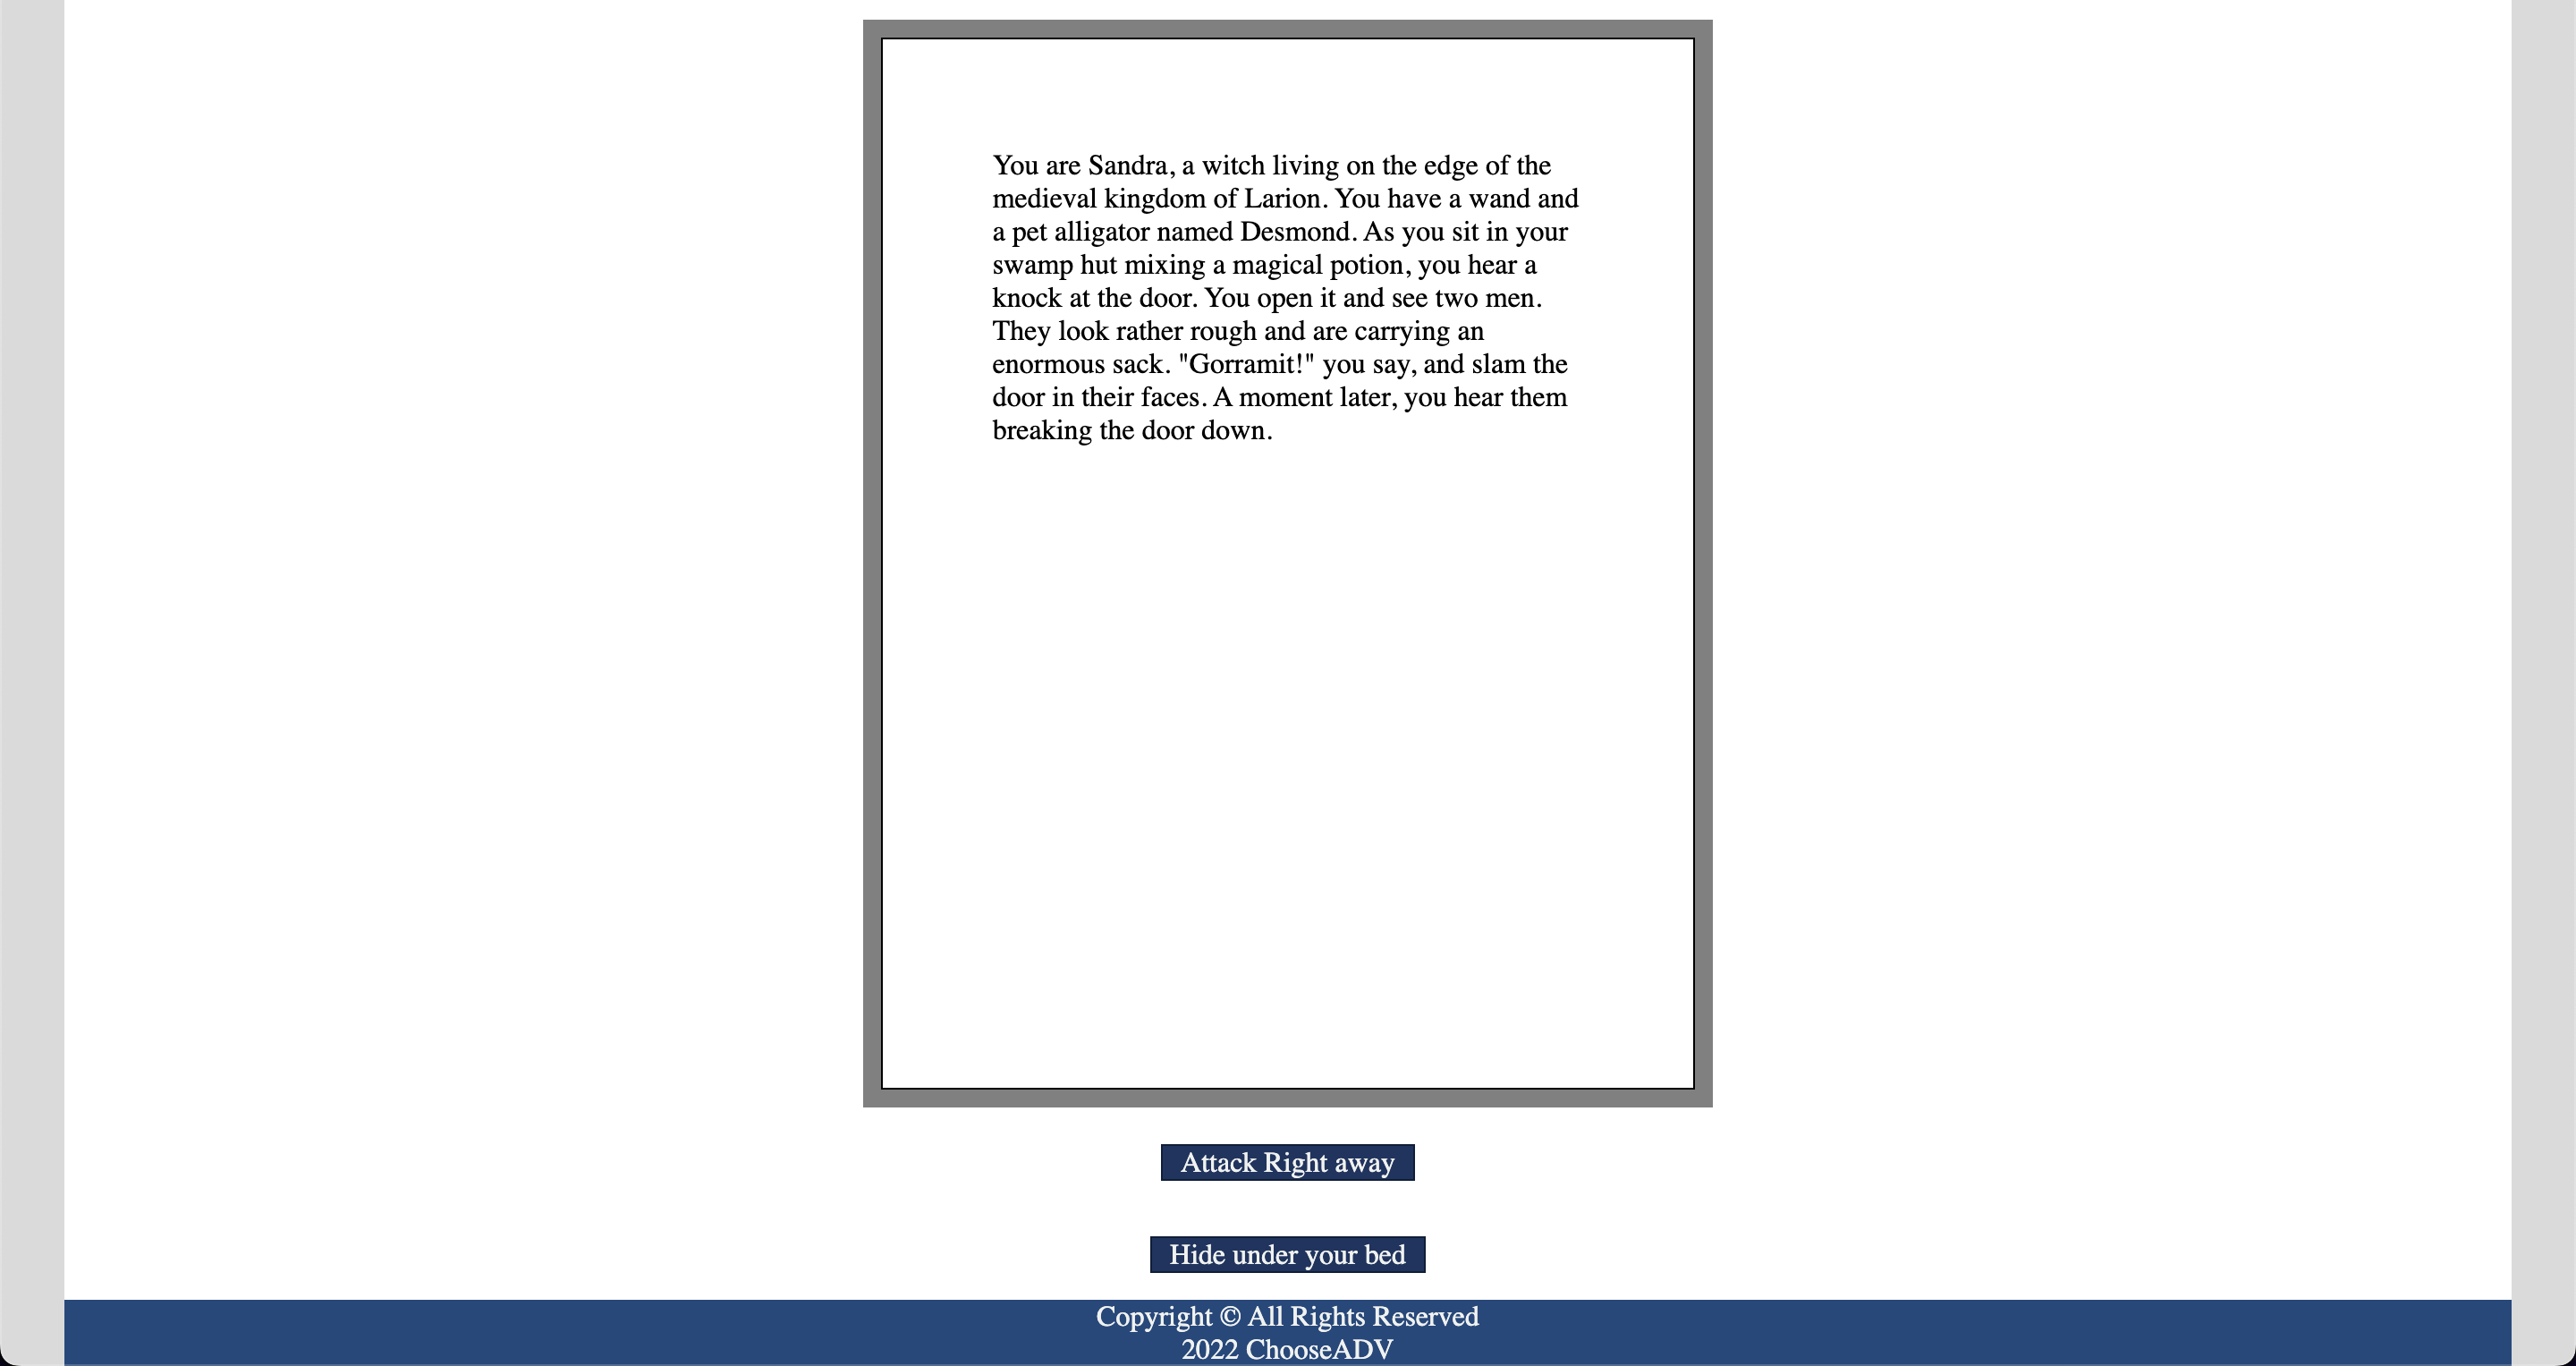 You are Sandra, a witch living on the edge of the
medieval kingdom of Larion. You have a wand and
a pet alligator named Desmond. As you sit in your
swamp hut mixing a magical potion, you hear a
knock at the door. You open it and see two men.
They look rather rough and are carrying an
enormous sack. "Gorramit!" you say, and slam the
door in their faces. A moment later, you hear them
breaking the door down.
Attack Right away
Hide under your bed
Copyright © All Rights Reserved
2022 ChooseADV